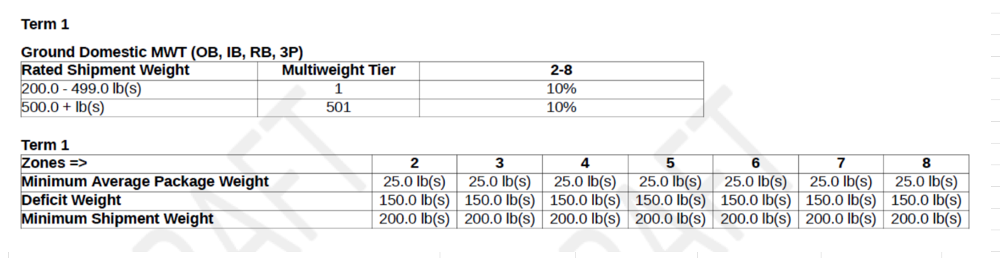 Term 1
Ground Domestic MWT (OB, IB, RB, 3P)
Rated Shipment Weight Multiweight Tier 2-8
200.0 - 499.0 lb(s) 1 10%
500.0 + lb(s) 501 10%
Term 1
Zones => 2 3 4 5 6 7 8
Minimum Average Package Weight 25.0 lb(s) 25.0 lb(s) 25.0 lb(s) 25.0 lb(s) 25.0 lb(s) 25.0 lb(s) 25.0 lb(s)
Deficit Weight 150.0 lb(s) 150.0 lb(s) 150.0 lb(s) 150.0 lb(s) 150.0 lb(s) 150.0 lb(s) 150.0 lb(s)
Minimum Shipment Weight 200.0 lb(s) 200.0 lb(s) 200.0 lb(s) 200.0 lb(s) 200.0 lb(s) 200.0 lb(s) 200.0 lb(s)